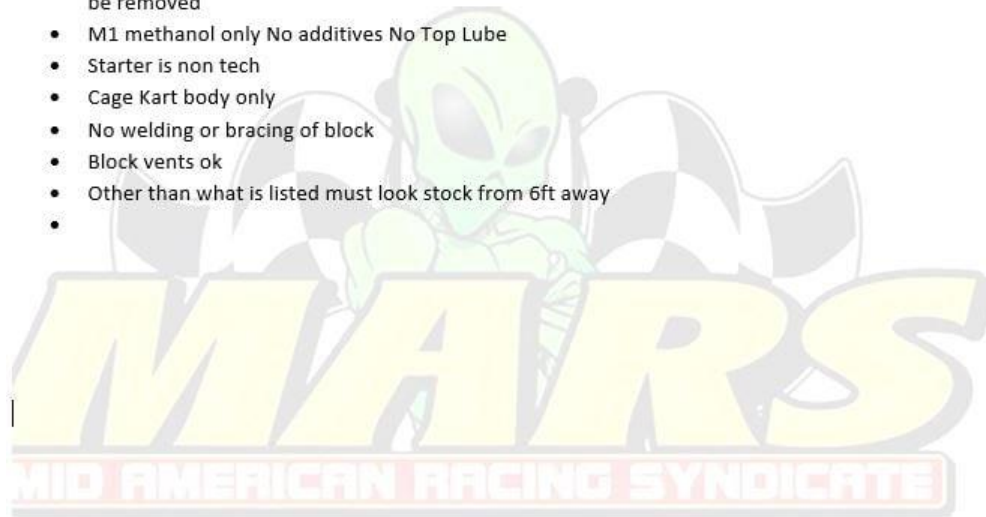 be removed
• M1 methanol only No additives No Top Lube
• Starter is non tech
• Cage Kart body only
• No welding or bracing of block
• Block vents ok
• Other than what is listed must look stock from 6ft away
•
MARS
MID AMERICAN RACING SYNDICATE